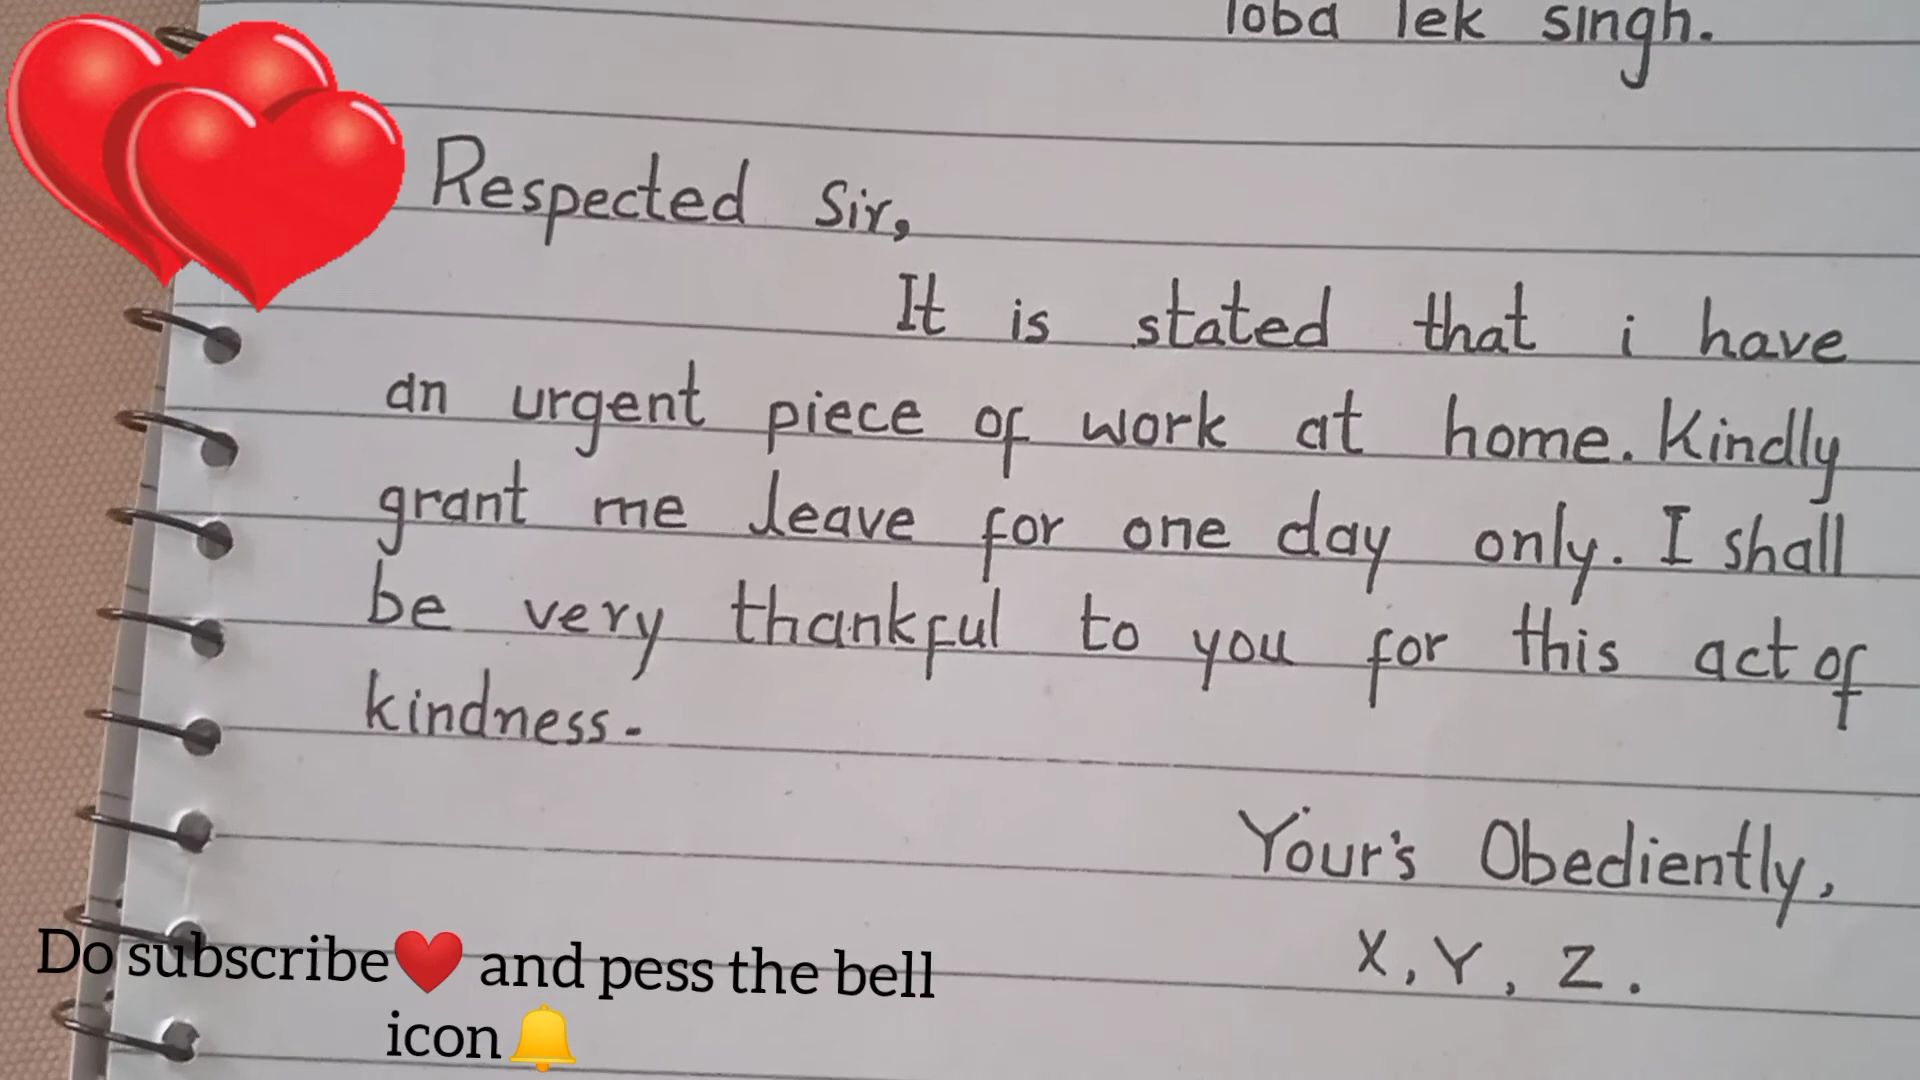 Toba Tek singh.
Respected Sir,
It is stated that i have
an urgent piece of work at home. Kindly
grant me leave for one day only. I shall
be very thankful to you for this act of
kindness.
Your's Obediently,
X, Y, Z.
Do subscribe❤️ and pess the bell
icon🔔